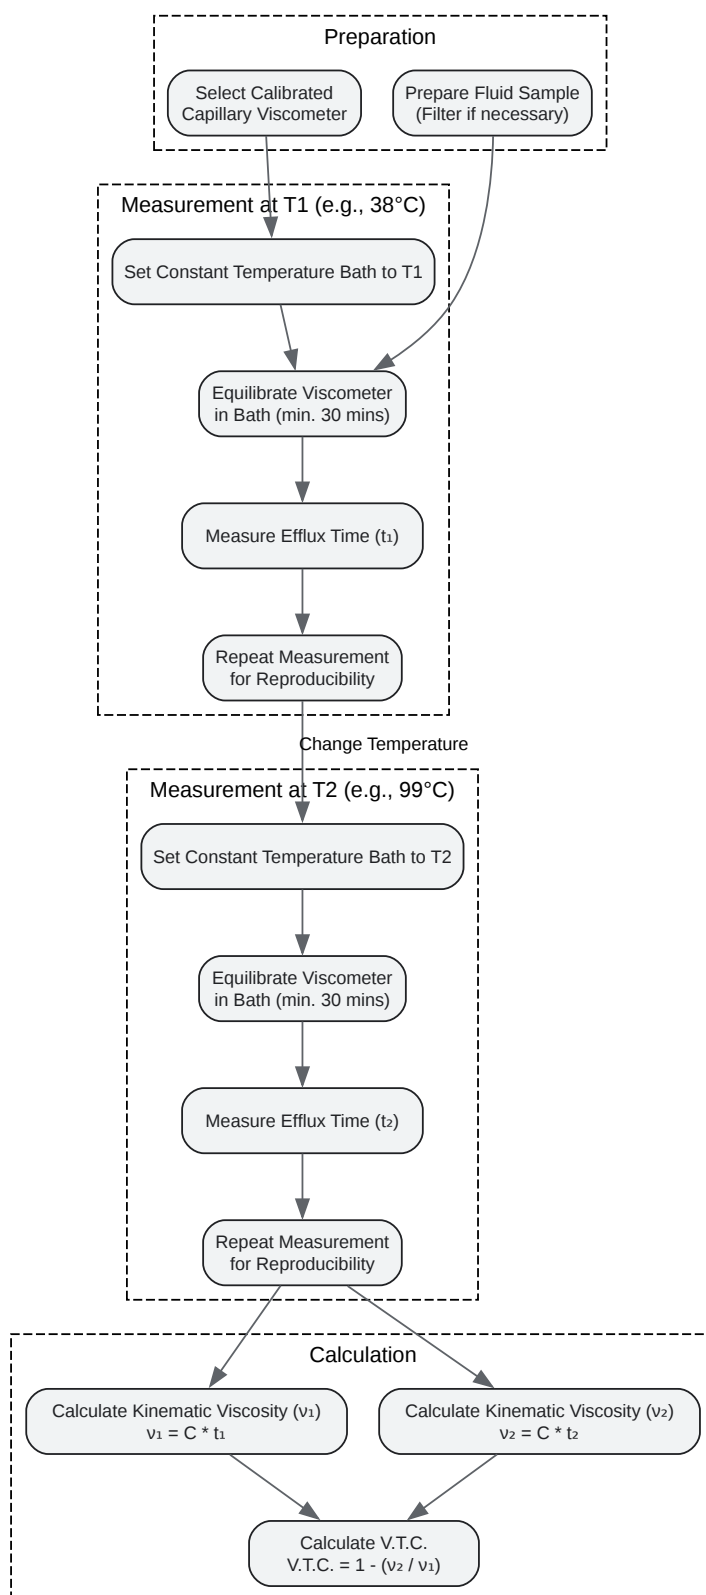 Preparation
Select Calibrated
Capillary Viscometer
Prepare Fluid Sample
(Filter if necessary)
Measurement at T1 (e.g., 38°C)
Set Constant Temperature Bath to T1
Equilibrate Viscometer
in Bath (min. 30 mins)
Measure Efflux Time (t₁)
Repeat Measurement
for Reproducibility
Change Temperature
Measurement at T2 (e.g., 99°C)
Set Constant Temperature Bath to T2
Equilibrate Viscometer
in Bath (min. 30 mins)
Measure Efflux Time (t₂)
Repeat Measurement
for Reproducibility
Calculation
Calculate Kinematic Viscosity (ν₁)
ν₁ = C * t₁
Calculate Kinematic Viscosity (ν₂)
ν₂ = C * t₂
Calculate V.T.C.
V.T.C. = 1 - (ν₂ / ν₁)